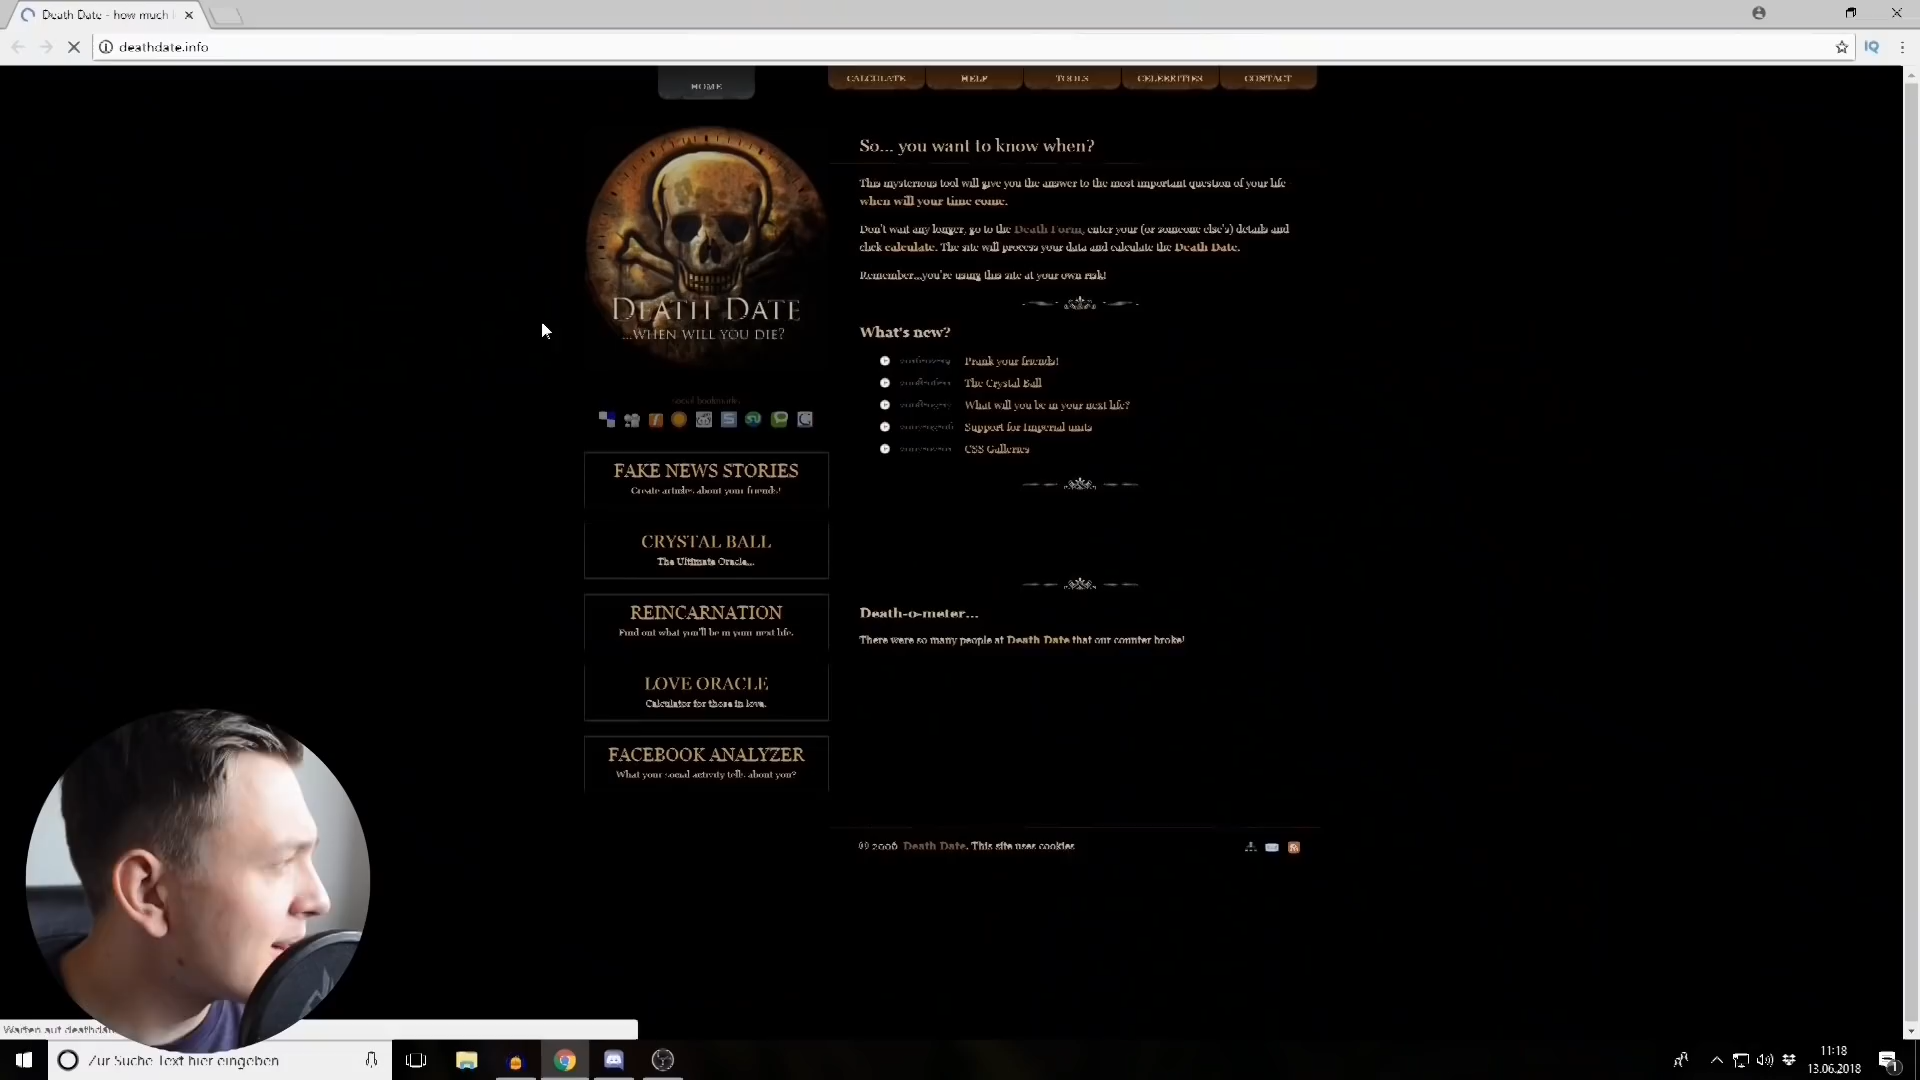 Death Date - how much
deathdate.info
HOME
CALCULATE
HELP
TOOLS
CELEBRITIES
CONTACT
So... you want to know when?
This mysterious tool will give you the answer to the most important question of your life
when will your time come.
Don't want any longer, go to the Death Form, enter your (or someone else's) details and
click calculate. The site will process your data and calculate the Death Date.
Remember...you're using this site at your own risk!
DEATH DATE
...WHEN WILL YOU DIE?
What's new?
Prank your friends!
The Crystal Ball
What will you be in your next life?
Support for Imperial units
CSS Galleries
social bookmarks
FAKE NEWS STORIES
Create articles about your friends!
CRYSTAL BALL
The Ultimate Oracle...
REINCARNATION
Find out what you'll be in your next life.
LOVE ORACLE
Calculator for those in love.
FACEBOOK ANALYZER
What your social activity tells about you?
Death-o-meter...
There were so many people at Death Date that our counter broke!
© 2006 Death Date. This site uses cookies
Warten auf deathdat
Zur Suche Text hier eingeben
11:18
13.06.2018